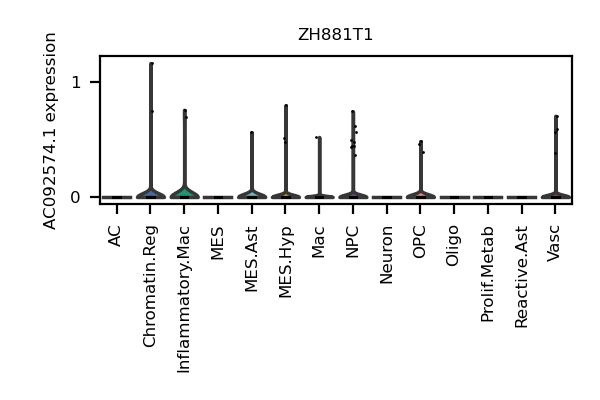 ZH881T1
AC092574.1 expression
1
0
AC
Chromatin.Reg
Inflammatory.Mac
MES
MES.Ast
MES.Hyp
Mac
NPC
Neuron
OPC
Oligo
Prolif.Metab
Reactive.Ast
Vasc